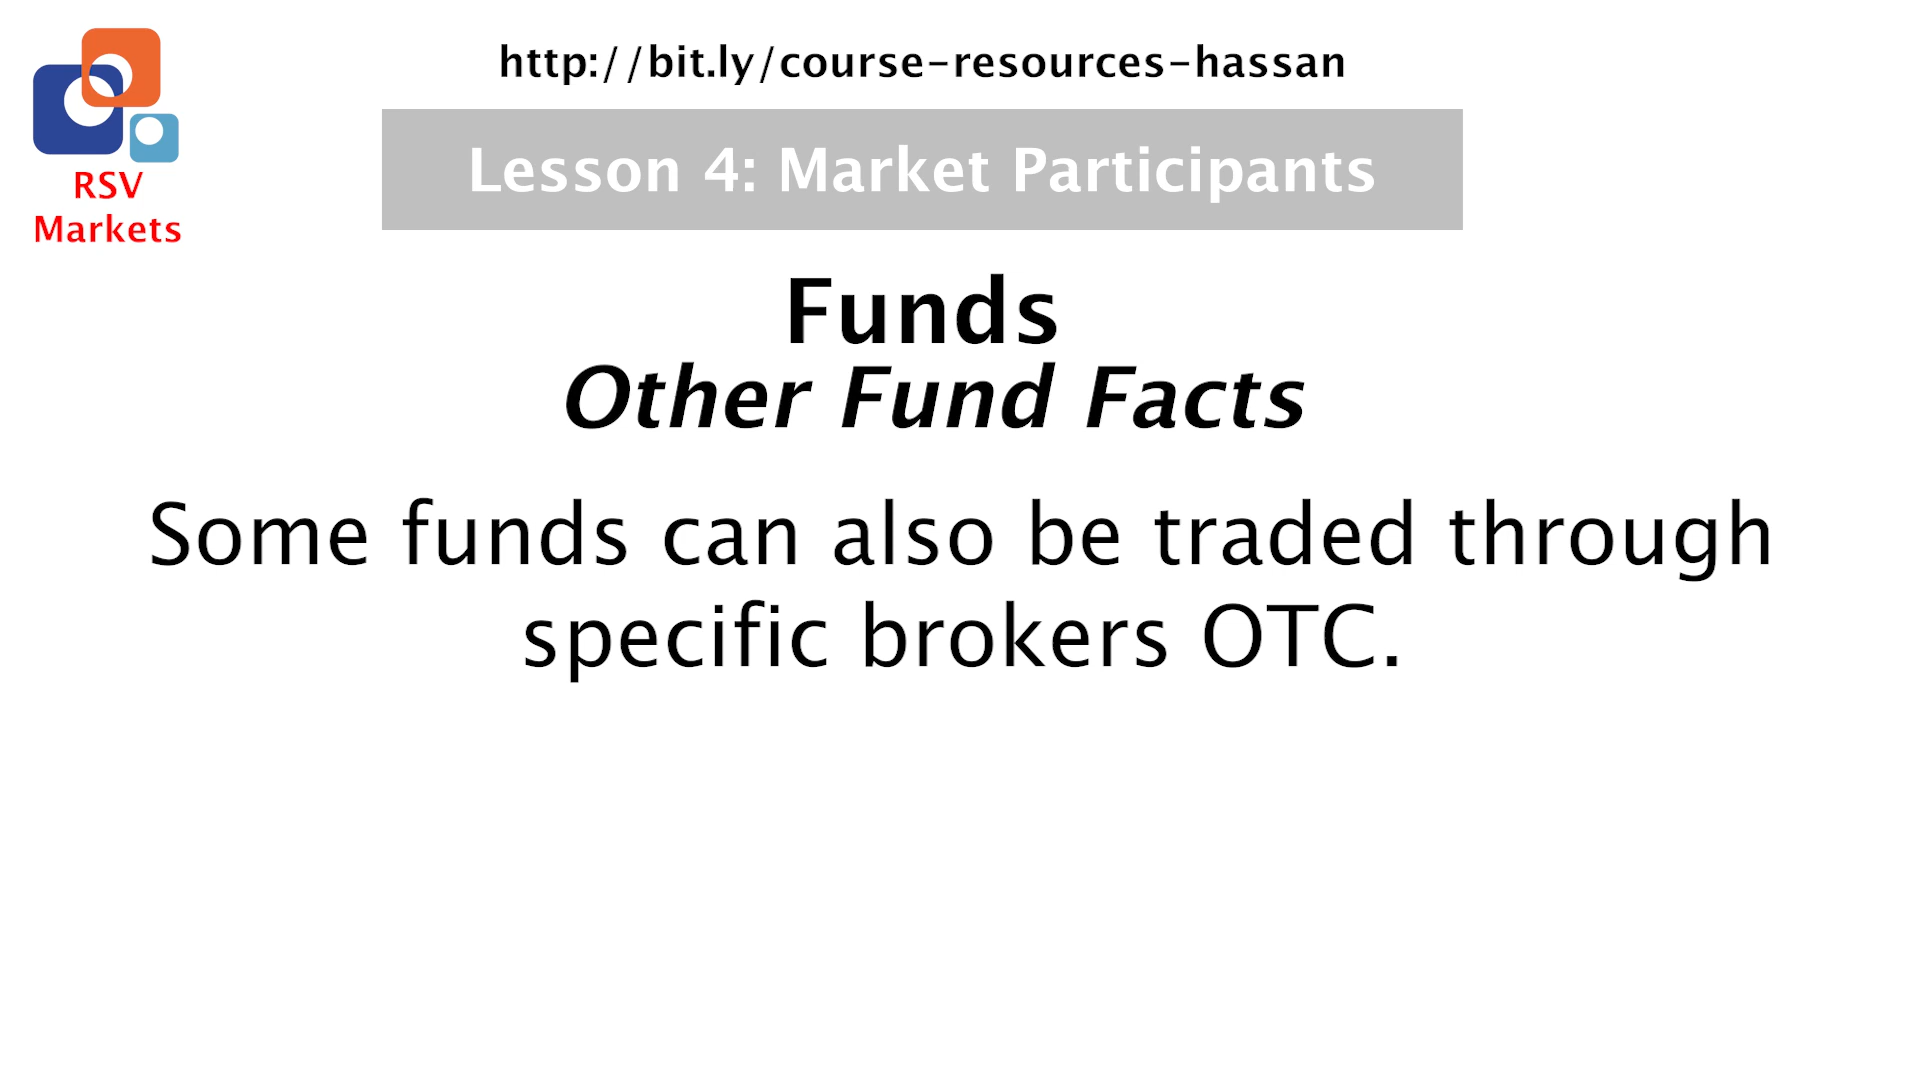 http://bit.ly/course-resources-hassan
RSV
Markets
Lesson 4: Market Participants
Funds
Other Fund Facts
Some funds can also be traded through
specific brokers OTC.